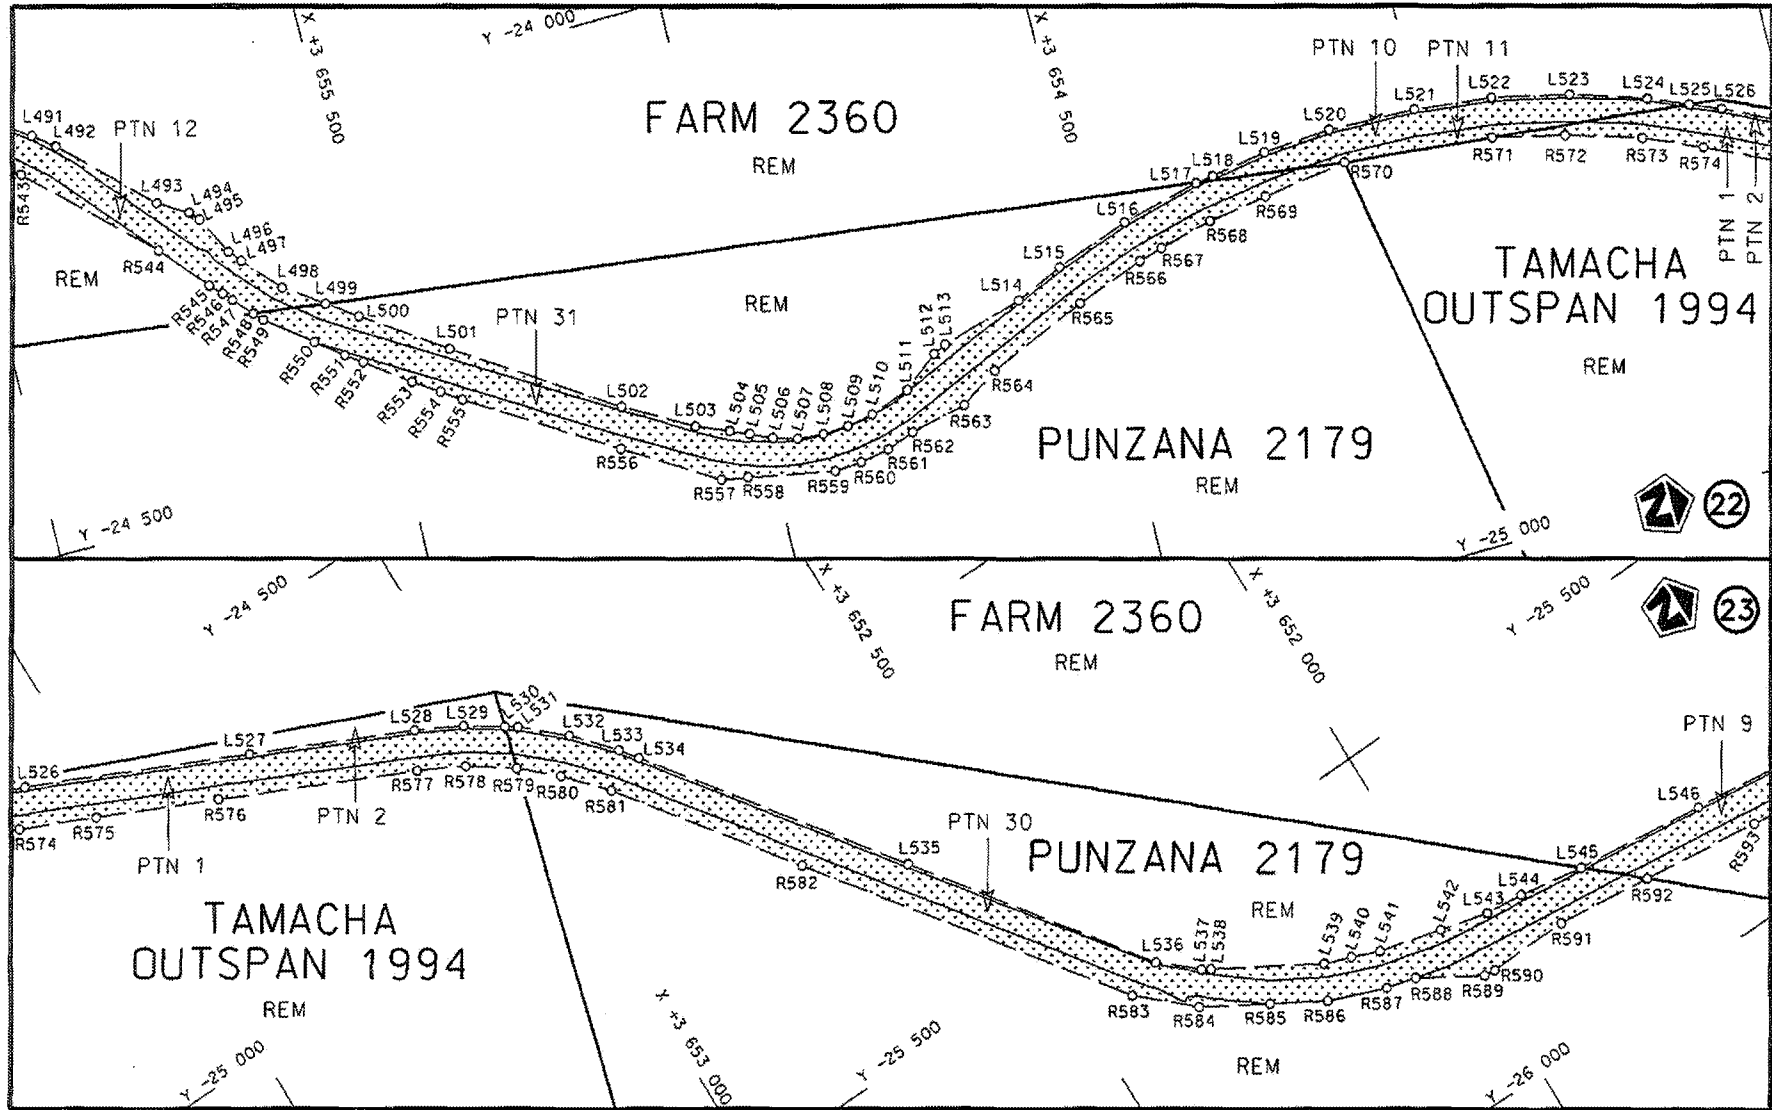 X +3 655 500
Y -24 000
X +3 654 500
PTN 10
PTN 11
FARM 2360
REM
L491
L492
PTN 12
L493
L494
L495
L496
L497
L498
L499
L500
L501
L502
L503
L504
L505
L506
L507
L508
L509
L510
L511
L512
L513
L514
L515
L516
L517
L518
L519
L520
L521
L522
L523
L524
L525
L526
R543
R544
R545
R546
R547
R548
R549
R550
R551
R552
R553
R554
R555
R556
R557
R558
R559
R560
R561
R562
R563
R564
R565
R566
R567
R568
R569
R570
R571
R572
R573
R574
REM
REM
PTN 31
PTN 1
PTN 2
TAMACHA
OUTSPAN 1994
REM
PUNZANA 2179
REM
Y -24 500
Y -25 000
22
Y -24 500
X +3 652 500
FARM 2360
REM
X +3 652 000
Y -25 500
23
L526
L527
L528
L529
L530
L531
L532
L533
L534
L535
L536
L537
L538
L539
L540
L541
L542
L543
L544
L545
L546
PTN 9
R574
R575
R576
R577
R578
R579
R580
R581
R582
R583
R584
R585
R586
R587
R588
R589
R590
R591
R592
R593
PTN 1
PTN 2
PTN 30
PUNZANA 2179
REM
TAMACHA
OUTSPAN 1994
REM
X +3 653 000
Y -25 000
Y -25 500
REM
Y -26 000